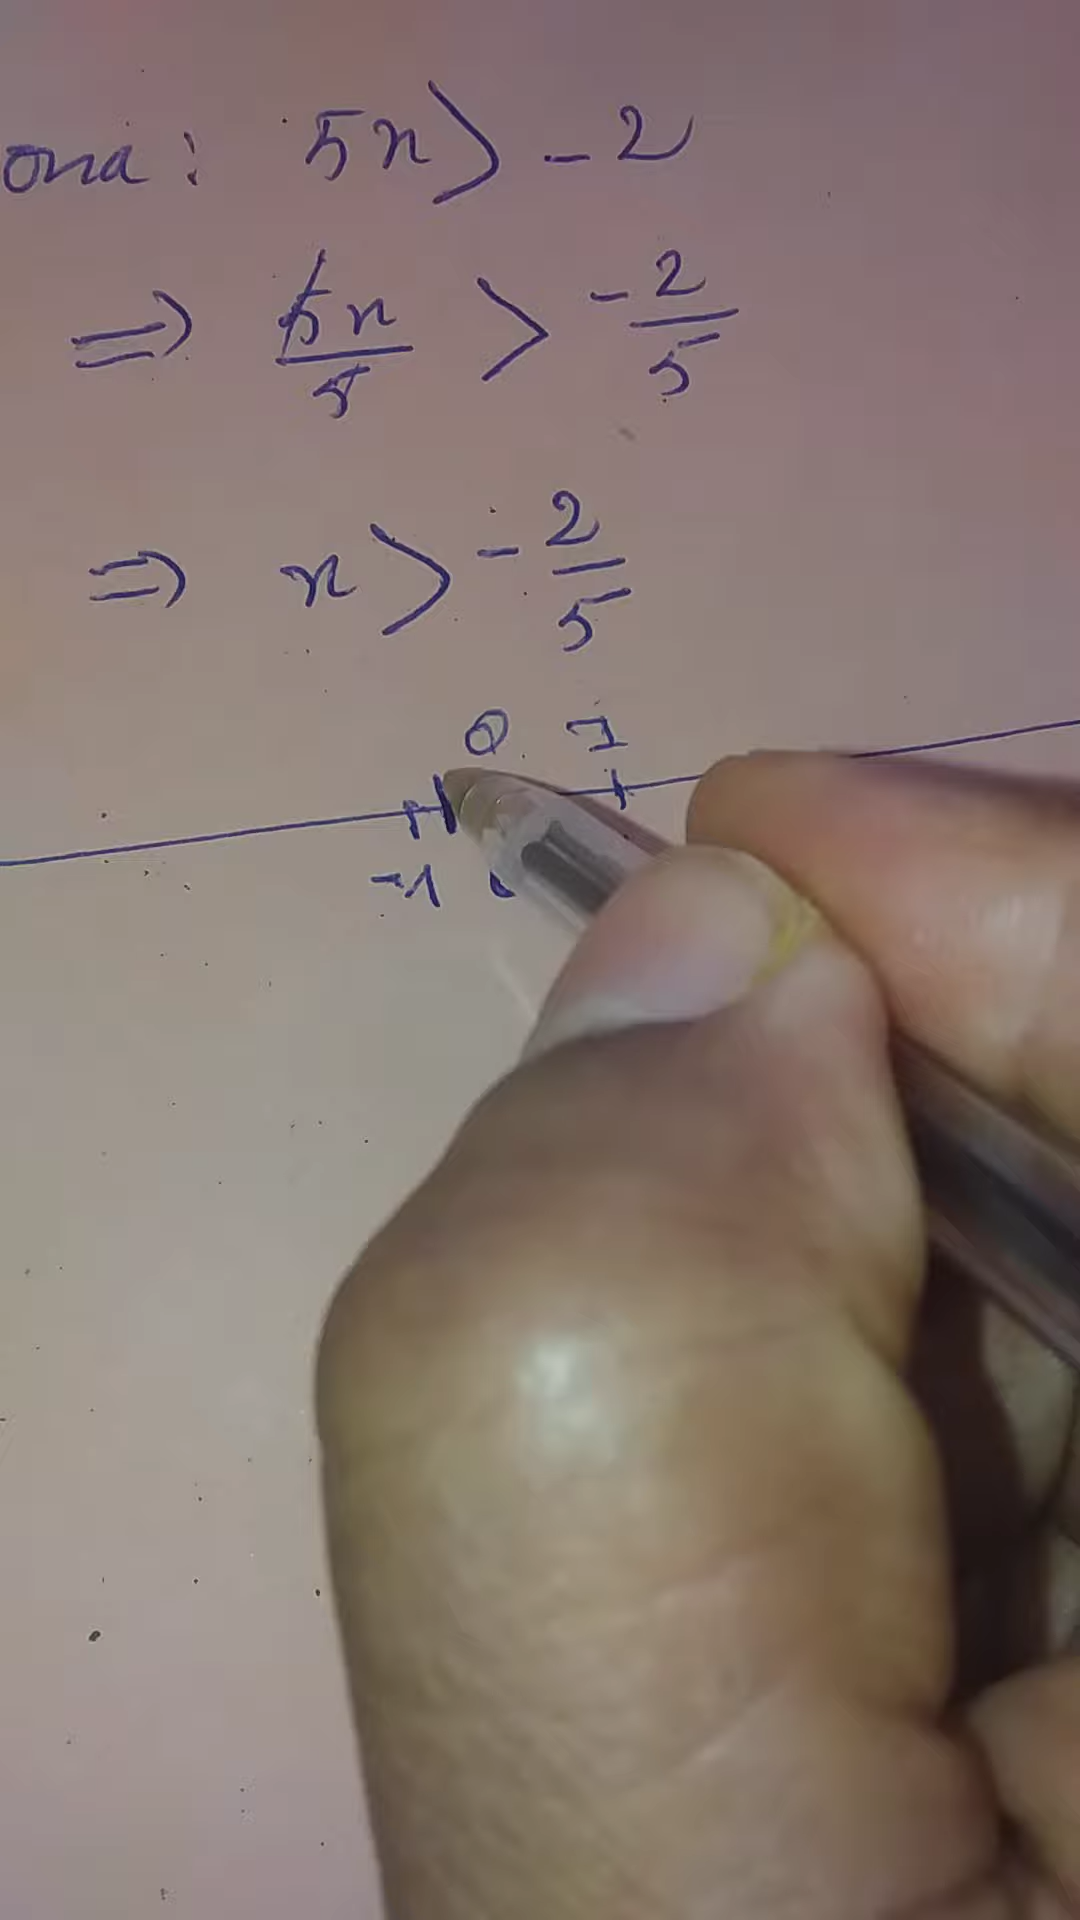 ona: 5x > -2
⇒ 5x/5 > -2/5
⇒ x > -2/5
0 1
-1